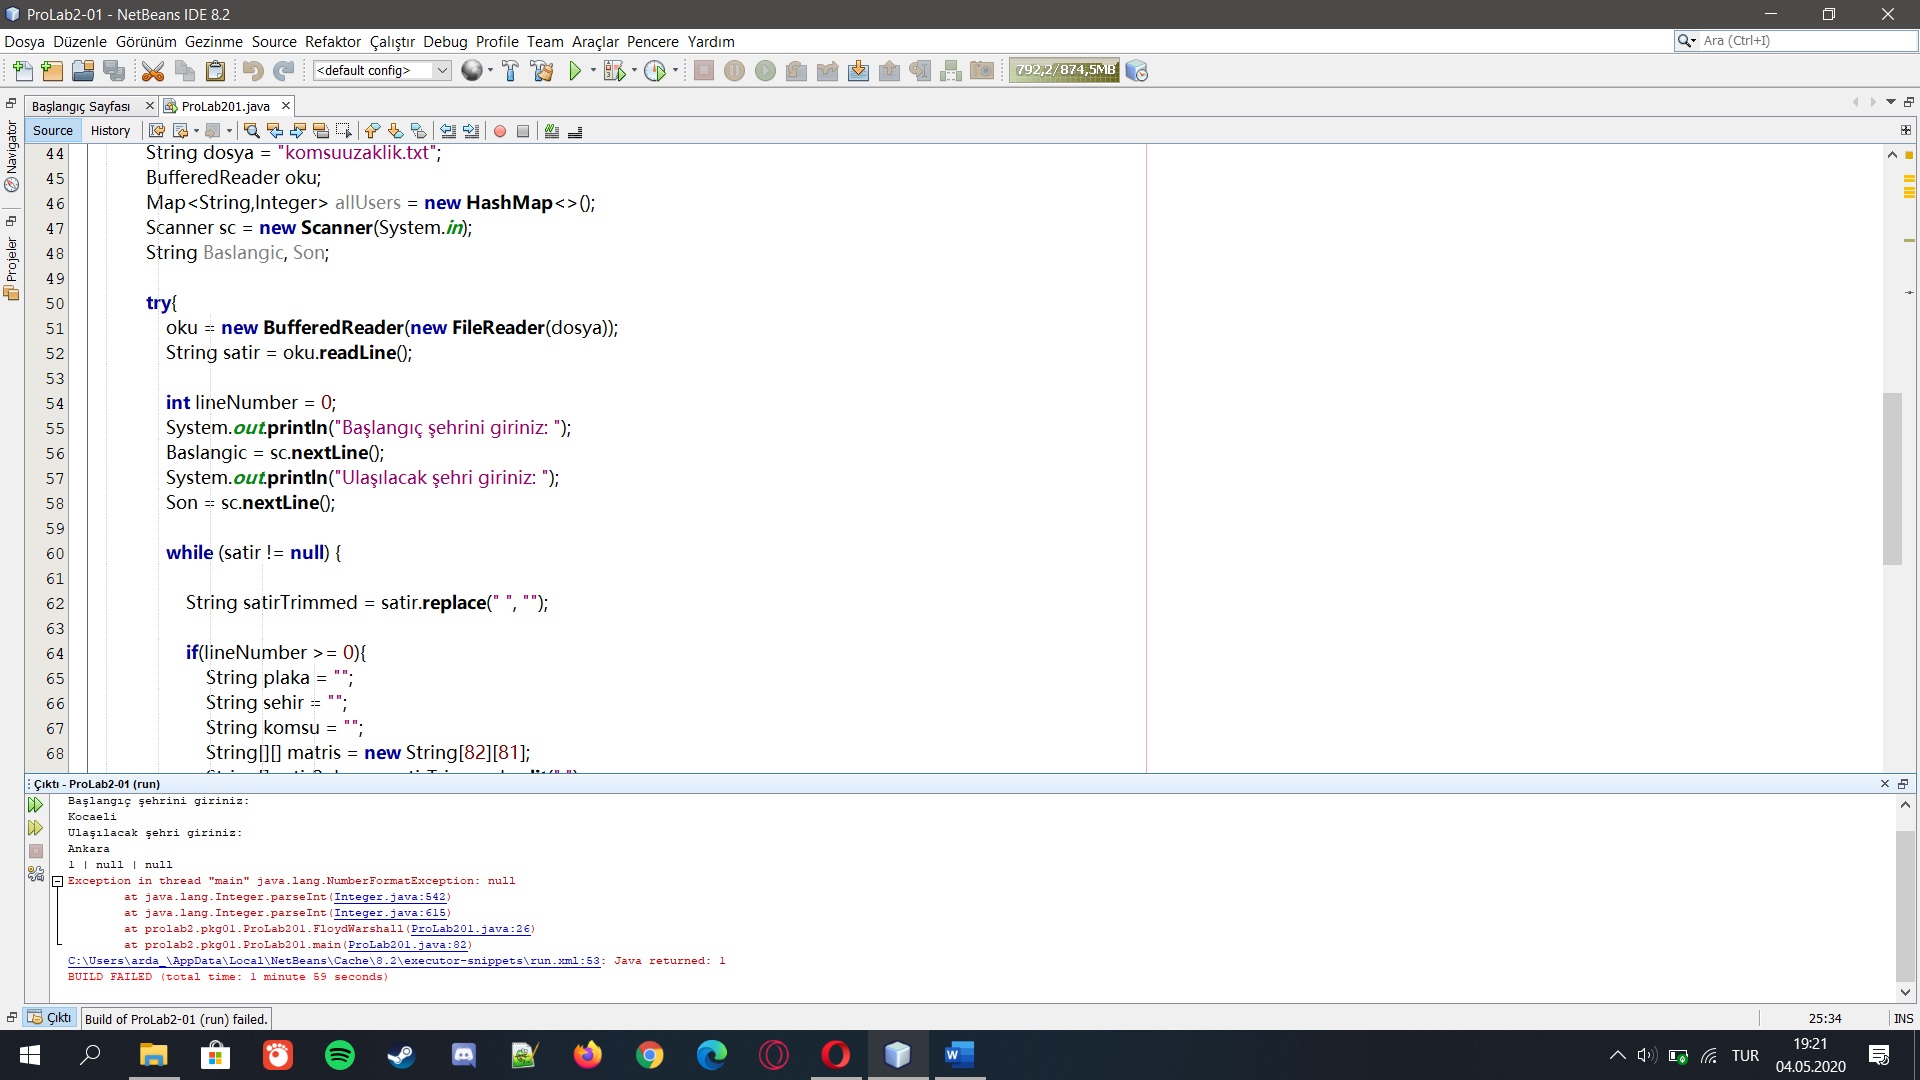 ProLab2-01 - NetBeans IDE 8.2
Dosya Düzenle Görünüm Gezinme Source Refaktor Çalıştır Debug Profile Team Araçlar Pencere Yardım
Ara (Ctrl+I)
<default config>
792,2/874,5MB
Başlangıç Sayfası
ProLab201.java
Source History
Navigator
Projeler
44 String dosya = "komsuuzaklik.txt";
45 BufferedReader oku;
46 Map<String,Integer> allUsers = new HashMap<>();
47 Scanner sc = new Scanner(System.in);
48 String Baslangic, Son;
49
50 try{
51 oku = new BufferedReader(new FileReader(dosya));
52 String satir = oku.readLine();
53
54 int lineNumber = 0;
55 System.out.println("Başlangıç şehrini giriniz: ");
56 Baslangic = sc.nextLine();
57 System.out.println("Ulaşılacak şehri giriniz: ");
58 Son = sc.nextLine();
59
60 while (satir != null) {
61
62 String satirTrimmed = satir.replace(" ", "");
63
64 if(lineNumber >= 0){
65 String plaka = "";
66 String sehir = "";
67 String komsu = "";
68 String[][] matris = new String[82][81];
Çıktı - ProLab2-01 (run)
Başlangıç şehrini giriniz:
Kocaeli
Ulaşılacak şehri giriniz:
Ankara
1 | null | null
Exception in thread "main" java.lang.NumberFormatException: null
at java.lang.Integer.parseInt(Integer.java:542)
at java.lang.Integer.parseInt(Integer.java:615)
at prolab2.pkg01.ProLab201.FloydWarshall(ProLab201.java:26)
at prolab2.pkg01.ProLab201.main(ProLab201.java:82)
C:\Users\arda_\AppData\Local\NetBeans\Cache\8.2\executor-snippets\run.xml:53: Java returned: 1
BUILD FAILED (total time: 1 minute 59 seconds)
Çıktı
Build of ProLab2-01 (run) failed.
25:34
INS
TUR
19:21
04.05.2020